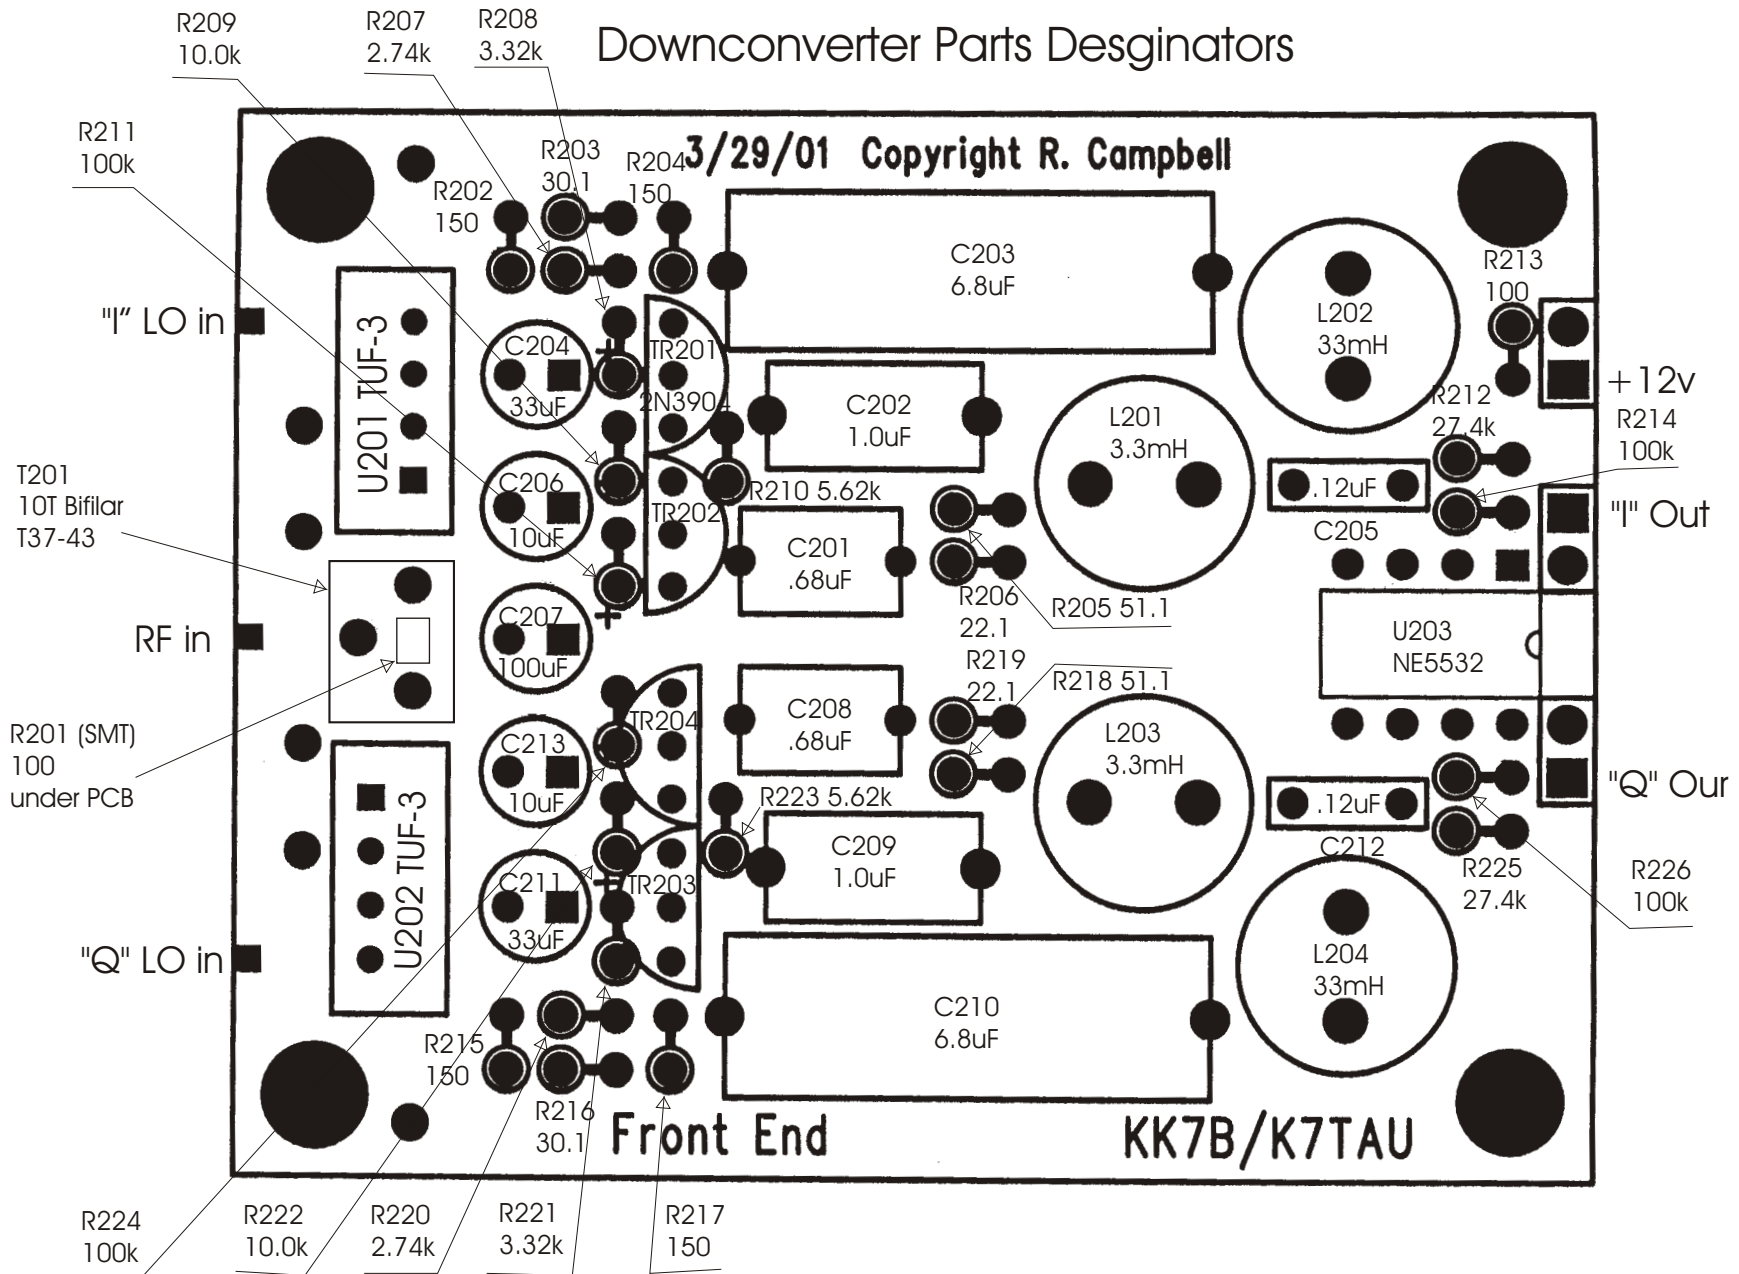 Downconverter Parts Desginators
R209
10.0k
R207
2.74k
R208
3.32k
R211
100k
R203
30.1
R204
150
3/29/01 Copyright R. Campbell
R202
150
C203
6.8uF
R213
100
L202
33mH
"I" LO in
U201 TUF-3
C204
33uF
+
TR201
2N3904
+12v
C202
1.0uF
L201
3.3mH
R212
27.4k
R214
100k
T201
10T Bifilar
T37-43
C206
10uF
R210 5.62k
TR202
.12uF
C205
"I" Out
C201
.68uF
R206
22.1
R205 51.1
RF in
C207
100uF
+
U203
NE5532
R219
22.1
R218 51.1
R201 (SMT)
100
under PCB
TR204
C208
.68uF
L203
3.3mH
C213
10uF
"Q" Our
U202 TUF-3
R223 5.62k
.12uF
C212
C209
1.0uF
C211
33uF
+
TR203
R225
27.4k
R226
100k
"Q" LO in
L204
33mH
C210
6.8uF
R215
150
R216
30.1
Front End
KK7B/K7TAU
R224
100k
R222
10.0k
R220
2.74k
R221
3.32k
R217
150